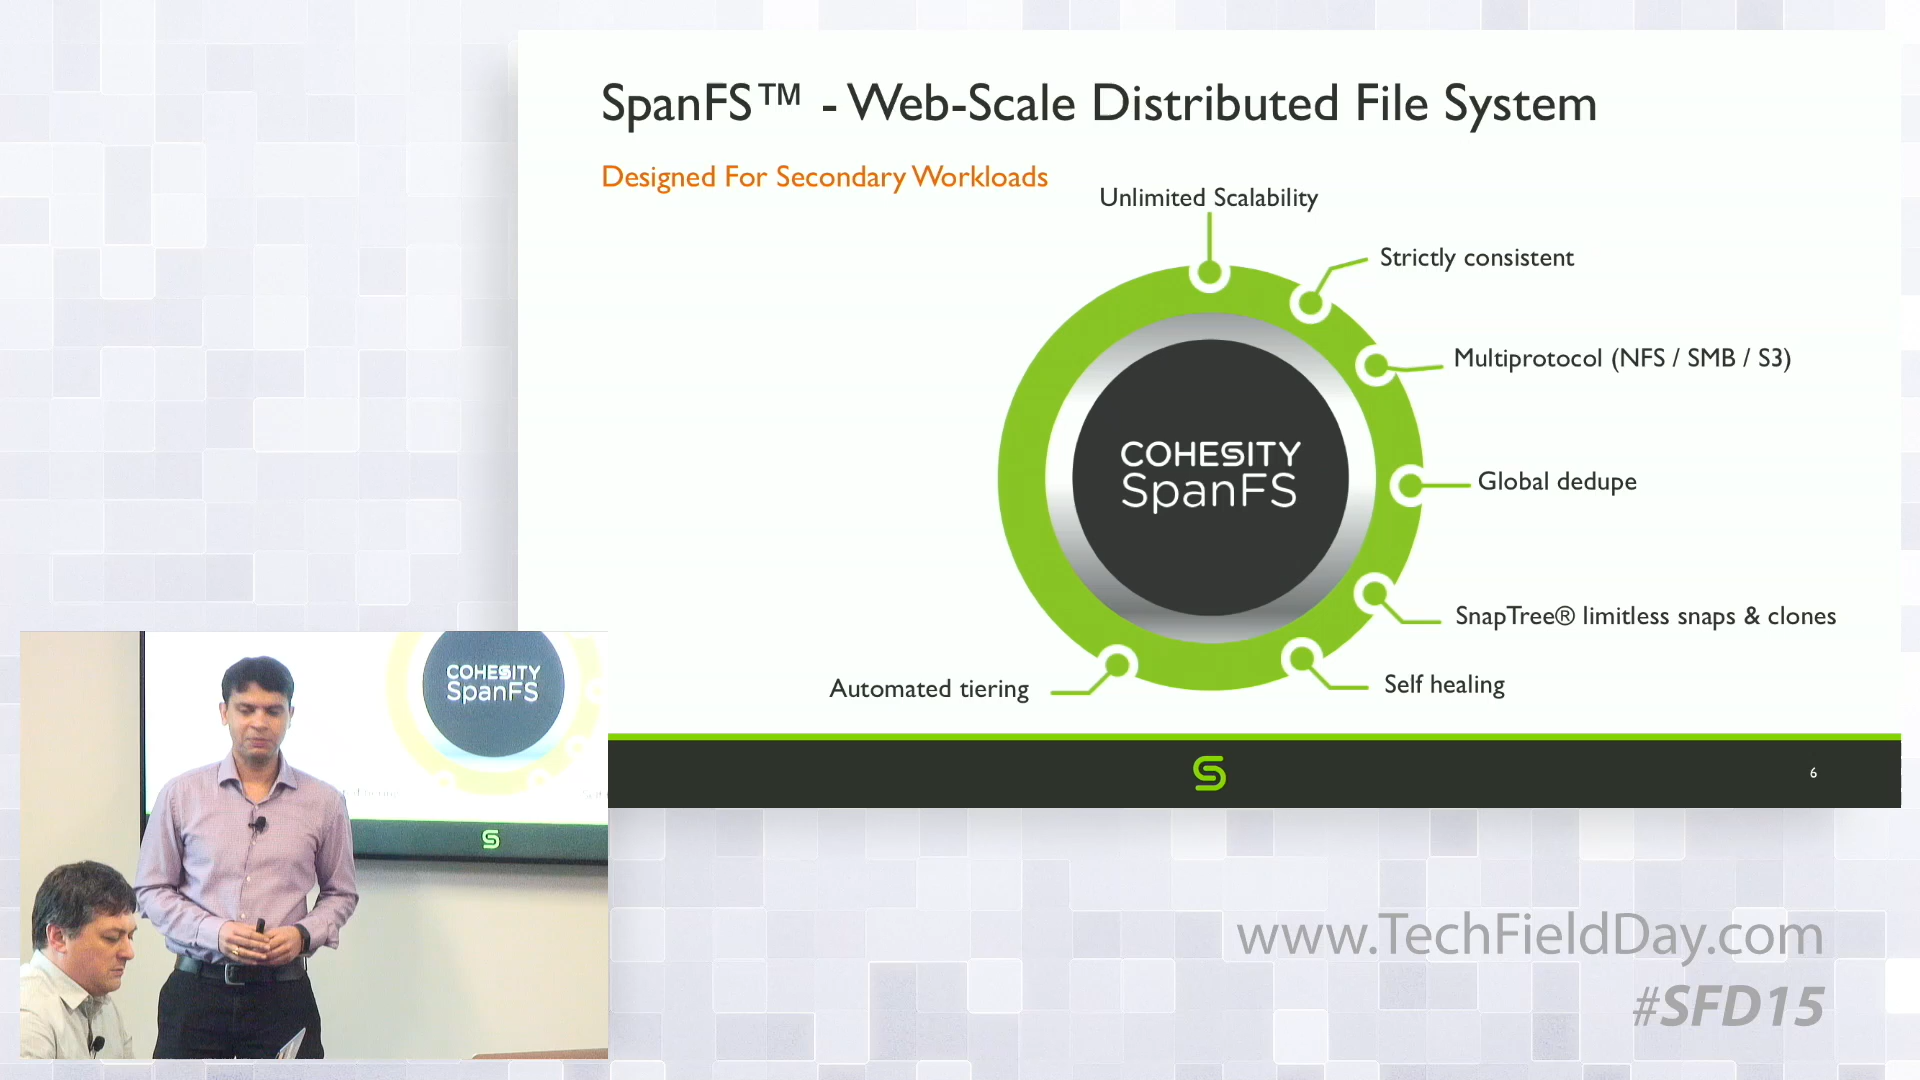 SpanFS™ - Web-Scale Distributed File System
Designed For Secondary Workloads
Unlimited Scalability
Strictly consistent
Multiprotocol (NFS / SMB / S3)
COHESITY
SpanFS
Global dedupe
SnapTree® limitless snaps & clones
Self healing
Automated tiering
6
COHESITY
SpanFS
www.TechFieldDay.com
#SFD15